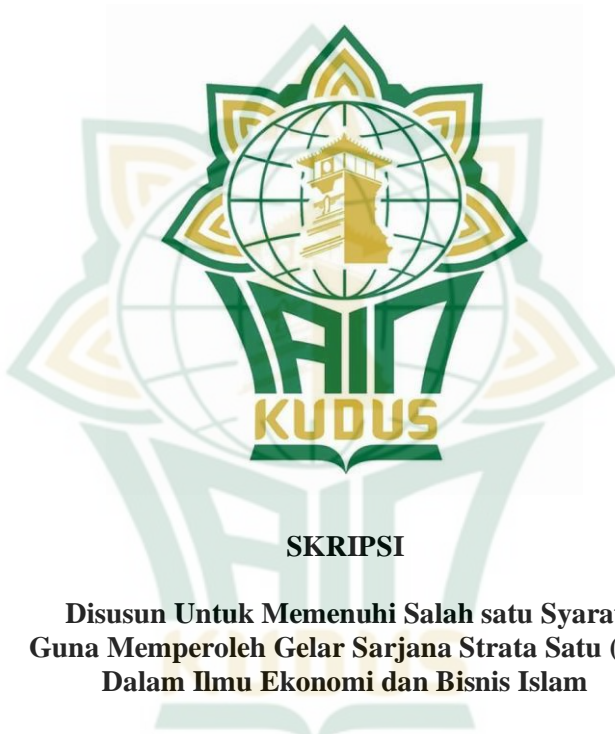 IAIN
KUDUS
SKRIPSI
Disusun Untuk Memenuhi Salah satu
Guna Memperoleh Gelar Sarjana Strata Satu (
Dalam Ilmu Ekonomi dan Bisnis Islam